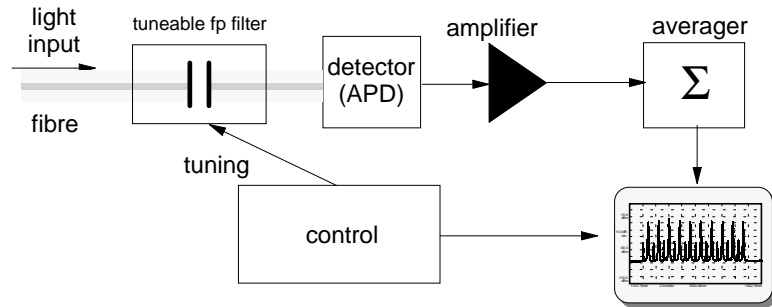 light
input
tuneable fp filter
amplifier
averager
detector
(APD)
Σ
fibre
tuning
control